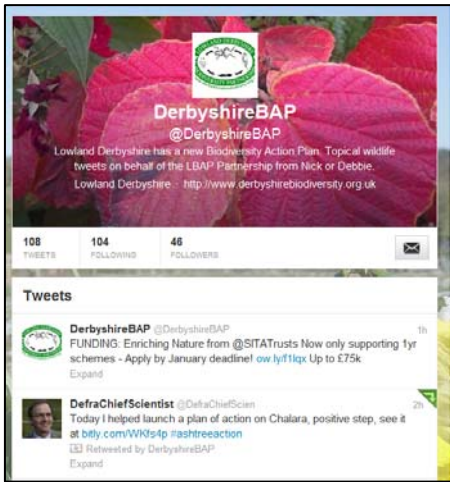 DerbyshireBAP
@DerbyshireBAP
Lowland Derbyshire has a new Biodiversity Action Plan. Topical wildlife
tweets on behalf of the LBAP Partnership from Nick or Debbie.
Lowland Derbyshire · http://www.derbyshirebiodiversity.org.uk
108
TWEETS
104
FOLLOWING
46
FOLLOWERS
Tweets
DerbyshireBAP @DerbyshireBAP 1h
FUNDING: Enriching Nature from @SITATrusts Now only supporting 1yr
schemes - Apply by January deadline! ow.ly/f1lqx Up to £75k
Expand
DefraChiefScientist @DefraChiefScien 2h
Today I helped launch a plan of action on Chalara, positive step, see it
at bitly.com/WKfs4p #ashtreeaction
Retweeted by DerbyshireBAP
Expand